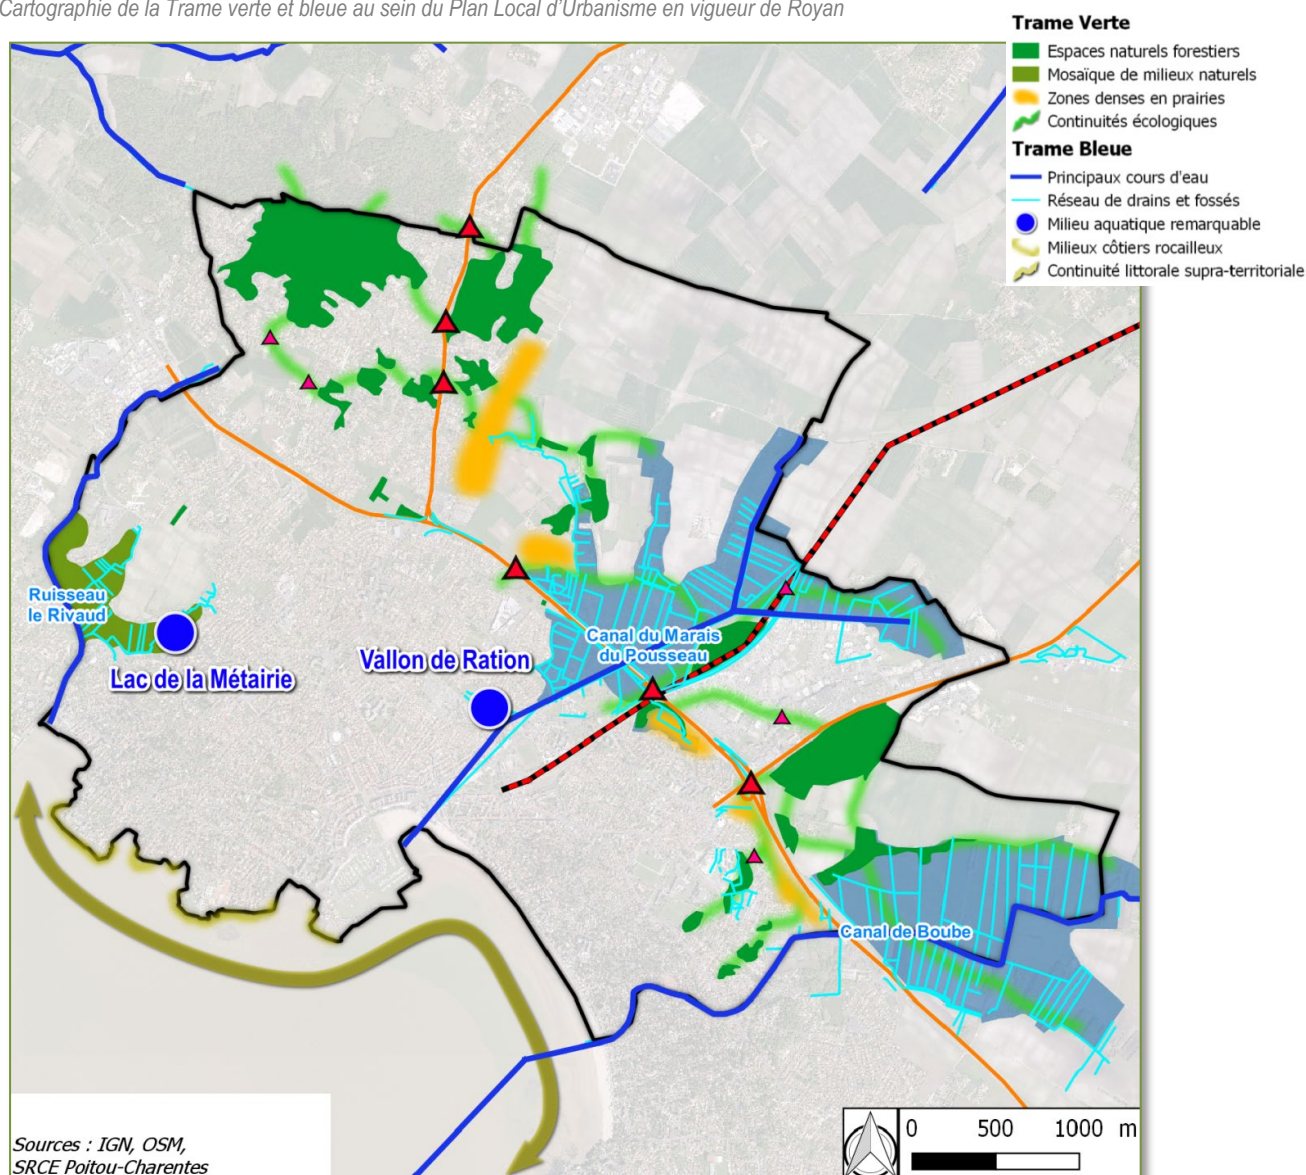 Cartographie de la Trame verte et bleue au sein du Plan Local d'Urbanisme en vigueur de Royan
Trame Verte
Espaces naturels forestiers
Mosaïque de milieux naturels
Zones denses en prairies
Continuités écologiques
Trame Bleue
Principaux cours d'eau
Réseau de drains et fossés
Milieu aquatique remarquable
Milieux côtiers rocailleux
Continuité littorale supra-territoriale
Ruisseau
le Rivaud
Lac de la Métairie
Vallon de Ration
Canal du Marais
du Pousseau
Canal de Boube
Sources : IGN, OSM,
SRCE Poitou-Charentes
0 500 1000 m